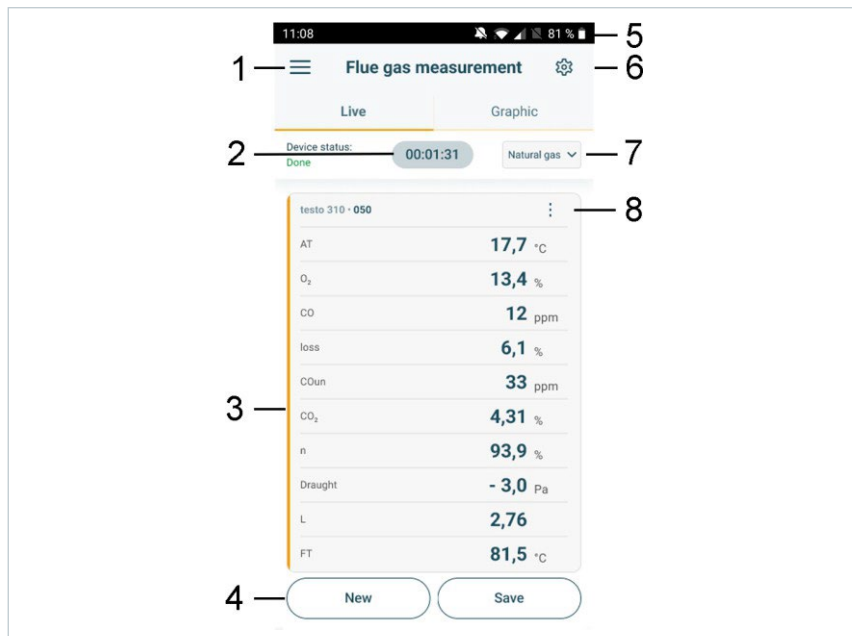 11:08 81 % 5
1 Flue gas measurement 6
Live Graphic
Device status:
Done
2 00:01:31 Natural gas 7
testo 310 · 050 8
AT 17,7 °C
O₂ 13,4 %
CO 12 ppm
loss 6,1 %
COun 33 ppm
3
CO₂ 4,31 %
n 93,9 %
Draught - 3,0 Pa
L 2,76
FT 81,5 °C
4 New Save